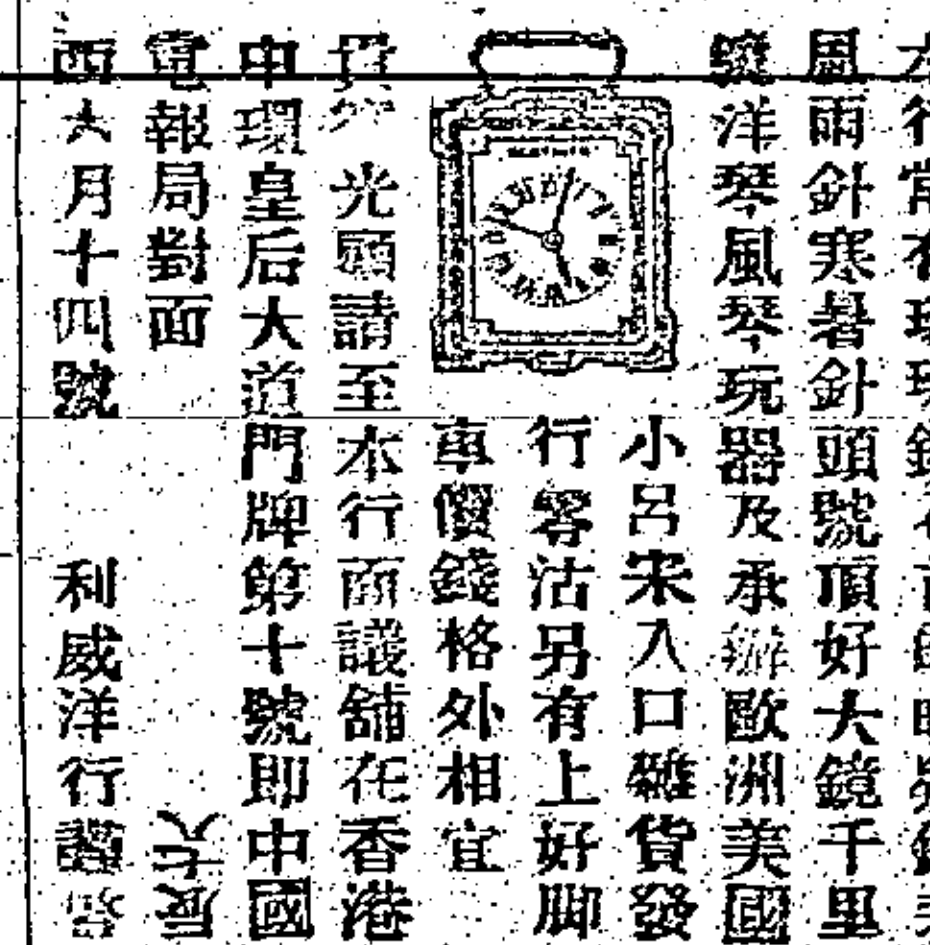 行常有
風雨針寒暑針頭號頂好大鏡千里
鏡洋琴風琴玩器及承辦歐洲美國
小呂宋入口雜貨發
行零沽另有上好脚
車價錢格外相宜
貴客光顧請至本行面議舖在香港
中環皇后大道門牌第十號即中國
電報局對面
西六月十四號 利威洋行謹啓